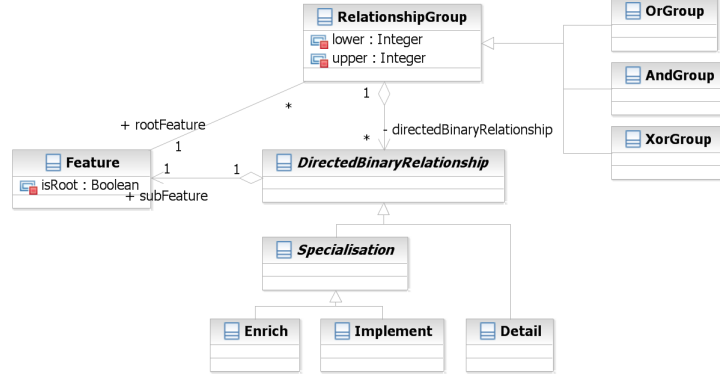 RelationshipGroup
lower : Integer
upper : Integer
OrGroup
AndGroup
XorGroup
1
*
+ rootFeature
1
*
- directedBinaryRelationship
Feature
isRoot : Boolean
1
+ subFeature
1
DirectedBinaryRelationship
Specialisation
Enrich
Implement
Detail